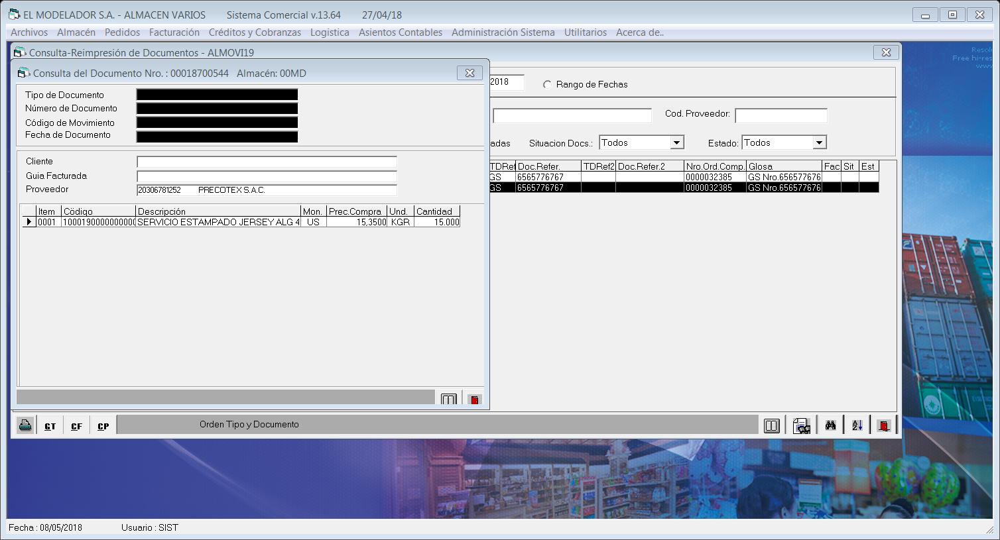 EL MODELADOR S.A. - ALMACEN VARIOS Sistema Comercial v.13.64 27/04/18
Archivos Almacén Pedidos Facturación Créditos y Cobranzas Logistica Asientos Contables Administración Sistema Utilitarios Acerca de..
Consulta-Reimpresión de Documentos - ALMOVI19
Consulta del Documento Nro. : 00018700544 Almacén: 00MD
Tipo de Documento
Número de Documento
Código de Movimiento
Fecha de Documento
Cliente
Guia Facturada
Proveedor 20306781252 PRECOTEX S.A.C.
Item Código Descripción Mon. Prec.Compra Und. Cantidad
0001 1000190000000000 SERVICIO ESTAMPADO JERSEY ALG 4 US 15,3500 KGR 15.000
2018 Rango de Fechas
Cod. Proveedor:
adas Situacion Docs.: Todos Estado: Todos
TDRef Doc.Refer. TDRef2 Doc.Refer.2 Nro.Ord.Comp. Glosa Fac Sit Est
GS 6565776767 0000032385 GS Nro.656577676
GS 6565776767 0000032385 GS Nro.656577676
GT CF CP Orden Tipo y Documento
Free hi-res
www
Fecha : 08/05/2018 Usuario : SIST